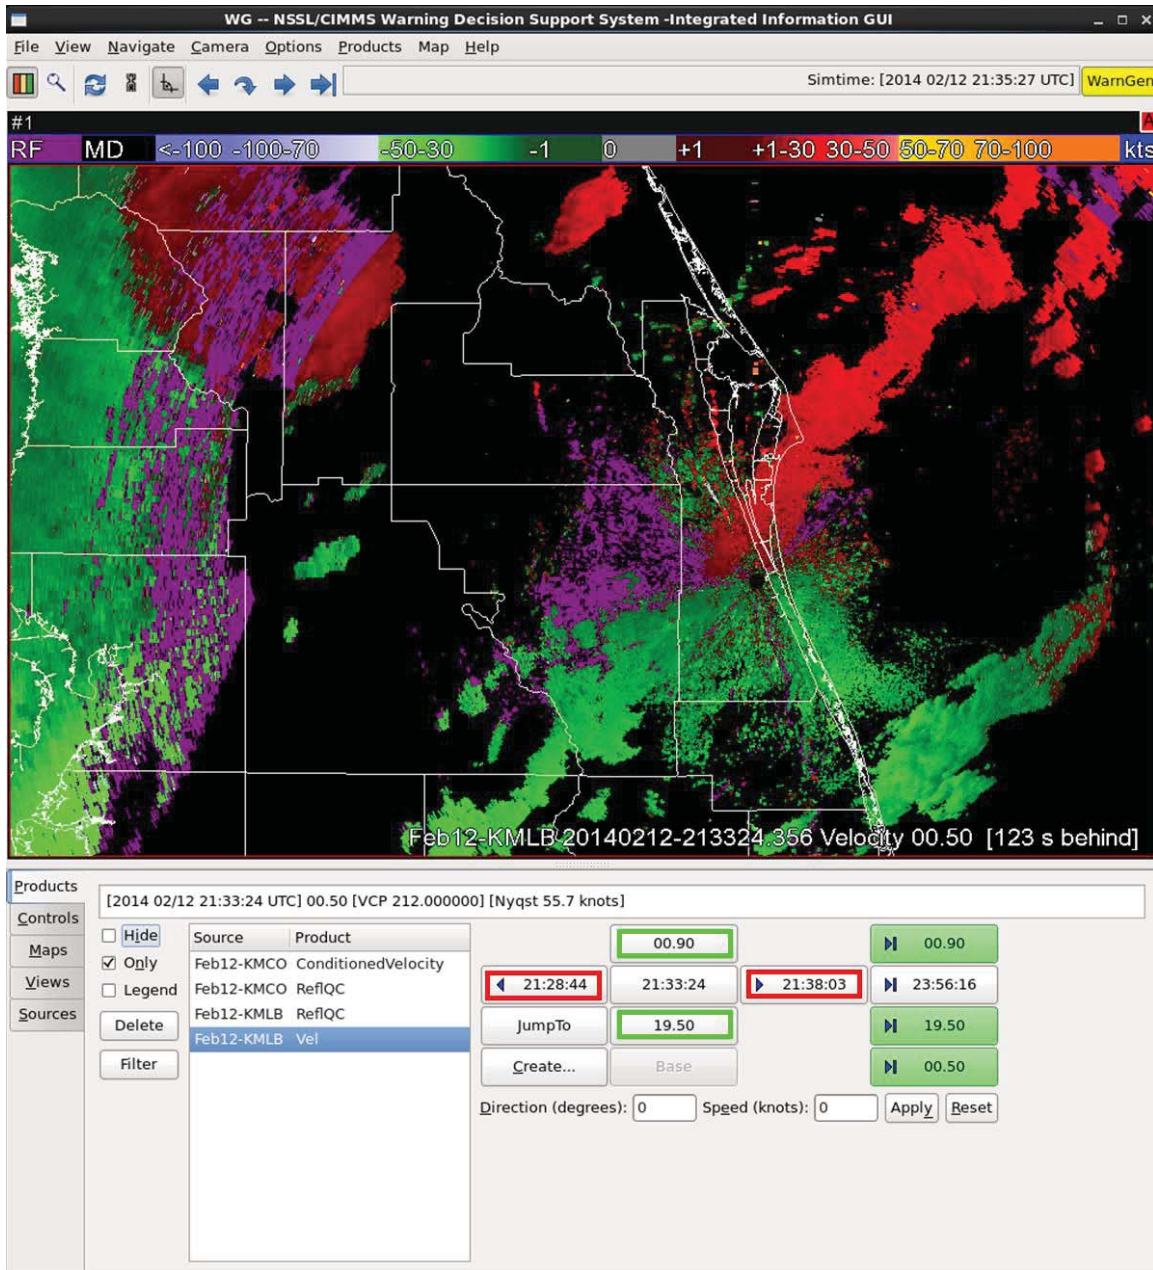 WG -- NSSL/CIMMS Warning Decision Support System -Integrated Information GUI
File View Navigate Camera Options Products Map Help
Simtime: [2014 02/12 21:35:27 UTC] WarnGen
#1
RF MD <-100 -100-70 -50-30 -1 0 +1 +1-30 30-50 50-70 70-100 kts
Feb12-KMLB 20140212-213324.356 Velocity 00.50 [123 s behind]
Products
Controls
Maps
Views
Sources
[2014 02/12 21:33:24 UTC] 00.50 [VCP 212.000000] [Nyqst 55.7 knots]
Hide
Only
Legend
Delete
Filter
Source Product
Feb12-KMCO ConditionedVelocity
Feb12-KMCO ReflQC
Feb12-KMLB ReflQC
Feb12-KMLB Vel
00.90 00.90
21:28:44 21:33:24 21:38:03 23:56:16
JumpTo 19.50 19.50
Create... Base 00.50
Direction (degrees): 0 Speed (knots): 0 Apply Reset